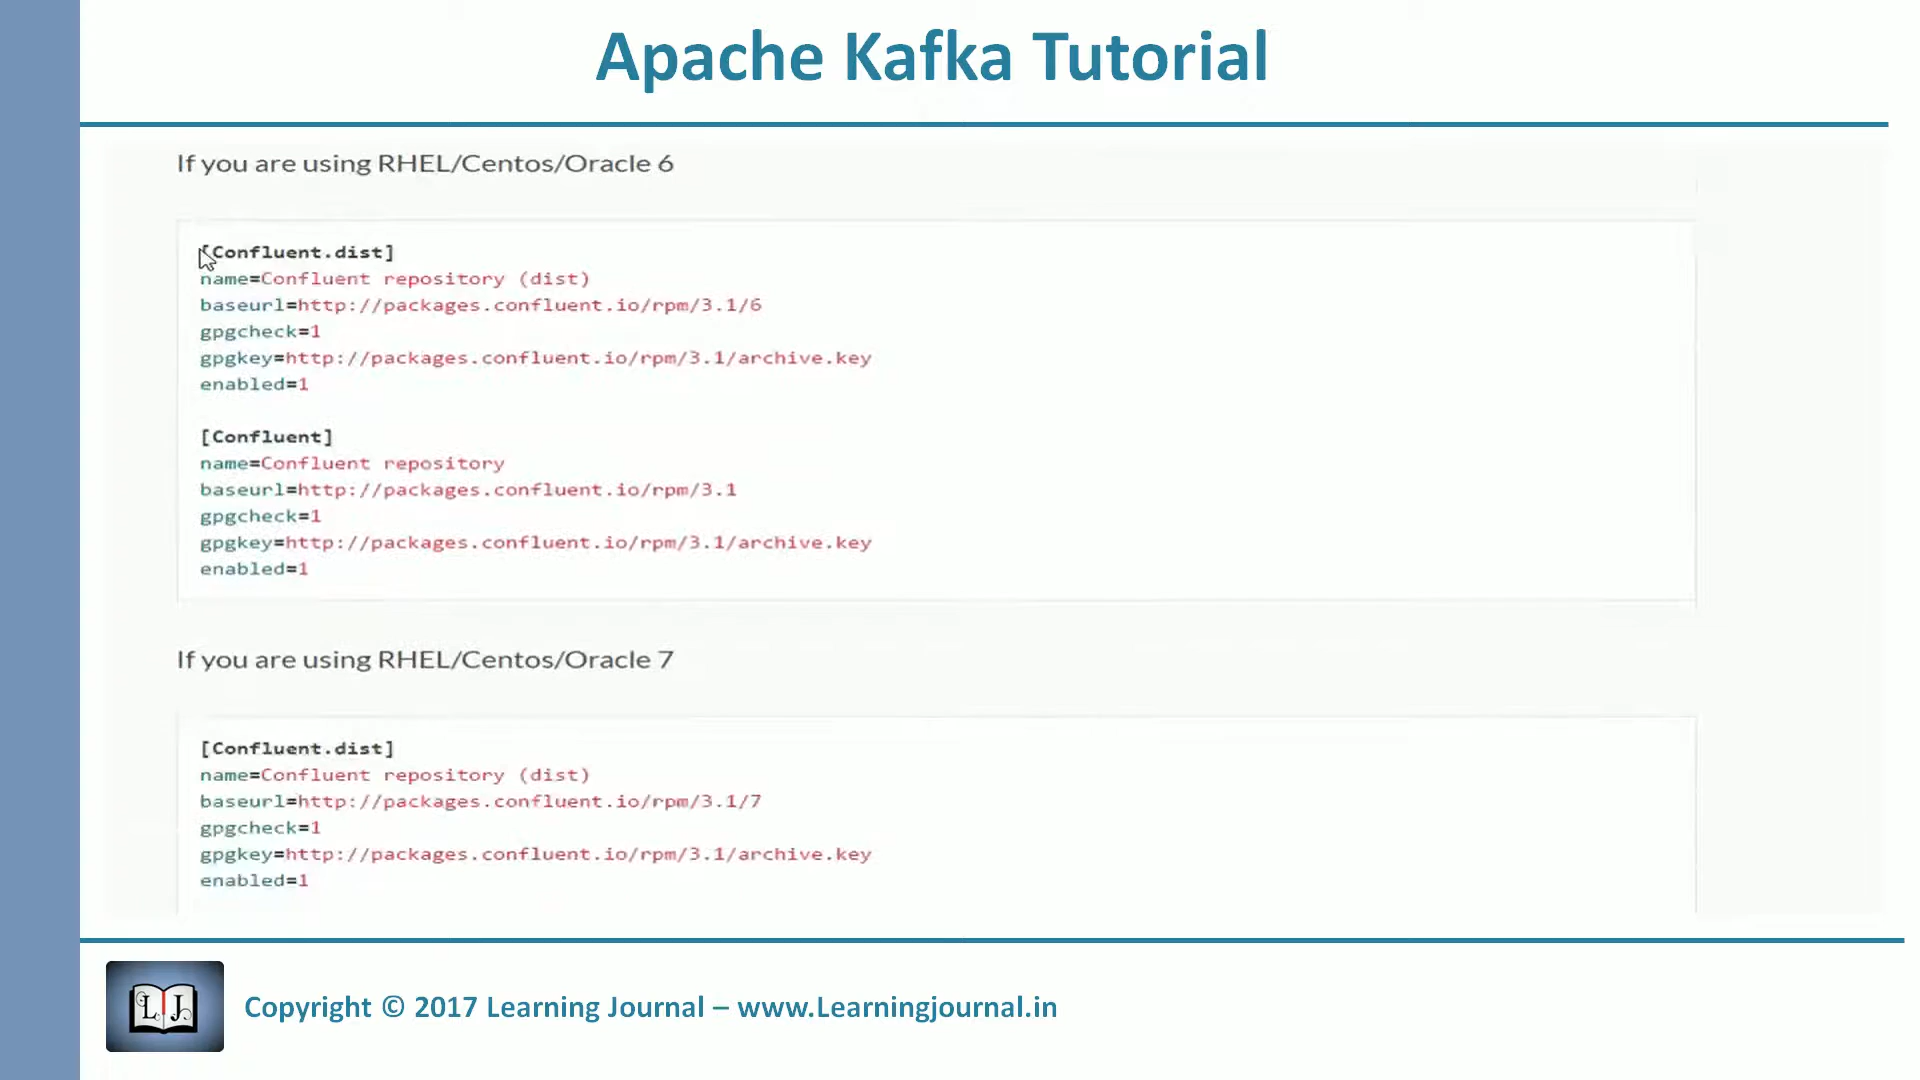 Apache Kafka Tutorial
If you are using RHEL/Centos/Oracle 6
[Confluent.dist]
name=Confluent repository (dist)
baseurl=http://packages.confluent.io/rpm/3.1/6
gpgcheck=1
gpgkey=http://packages.confluent.io/rpm/3.1/archive.key
enabled=1
[Confluent]
name=Confluent repository
baseurl=http://packages.confluent.io/rpm/3.1
gpgcheck=1
gpgkey=http://packages.confluent.io/rpm/3.1/archive.key
enabled=1
If you are using RHEL/Centos/Oracle 7
[Confluent.dist]
name=Confluent repository (dist)
baseurl=http://packages.confluent.io/rpm/3.1/7
gpgcheck=1
gpgkey=http://packages.confluent.io/rpm/3.1/archive.key
enabled=1
LJ
Copyright © 2017 Learning Journal – www.Learningjournal.in